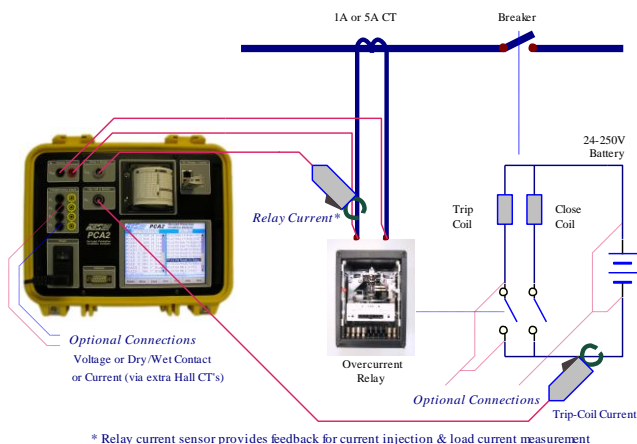 1A or 5A CT
Breaker
24-250V
Battery
Relay Current*
Trip
Coil
Close
Coil
PCA2
PCA2
Optional Connections
Voltage or Dry/Wet Contact
or Current (via extra Hall CT's)
Overcurrent
Relay
Optional Connections
Trip-Coil Current
* Relay current sensor provides feedback for current injection & load current measurement